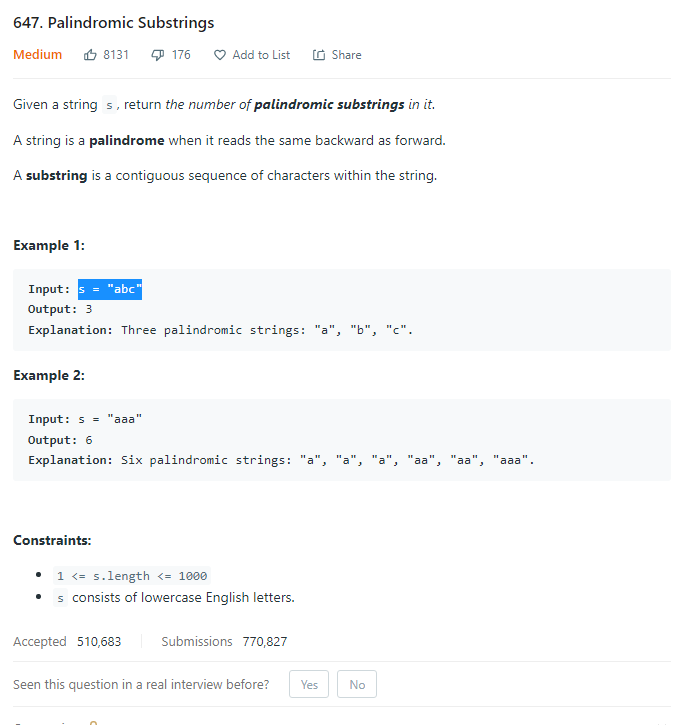 647. Palindromic Substrings
Medium 8131 176 Add to List Share
Given a string s, return the number of palindromic substrings in it.
A string is a palindrome when it reads the same backward as forward.
A substring is a contiguous sequence of characters within the string.
Example 1:
Input: s = "abc"
Output: 3
Explanation: Three palindromic strings: "a", "b", "c".
Example 2:
Input: s = "aaa"
Output: 6
Explanation: Six palindromic strings: "a", "a", "a", "aa", "aa", "aaa".
Constraints:
• 1 <= s.length <= 1000
• s consists of lowercase English letters.
Accepted 510,683 Submissions 770,827
Seen this question in a real interview before? Yes No